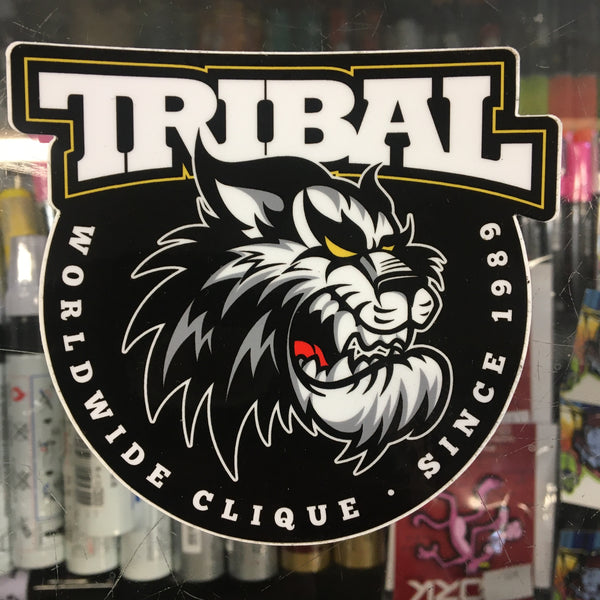 TRIBAL
WORLDWIDE CLIQUE · SINCE 1989